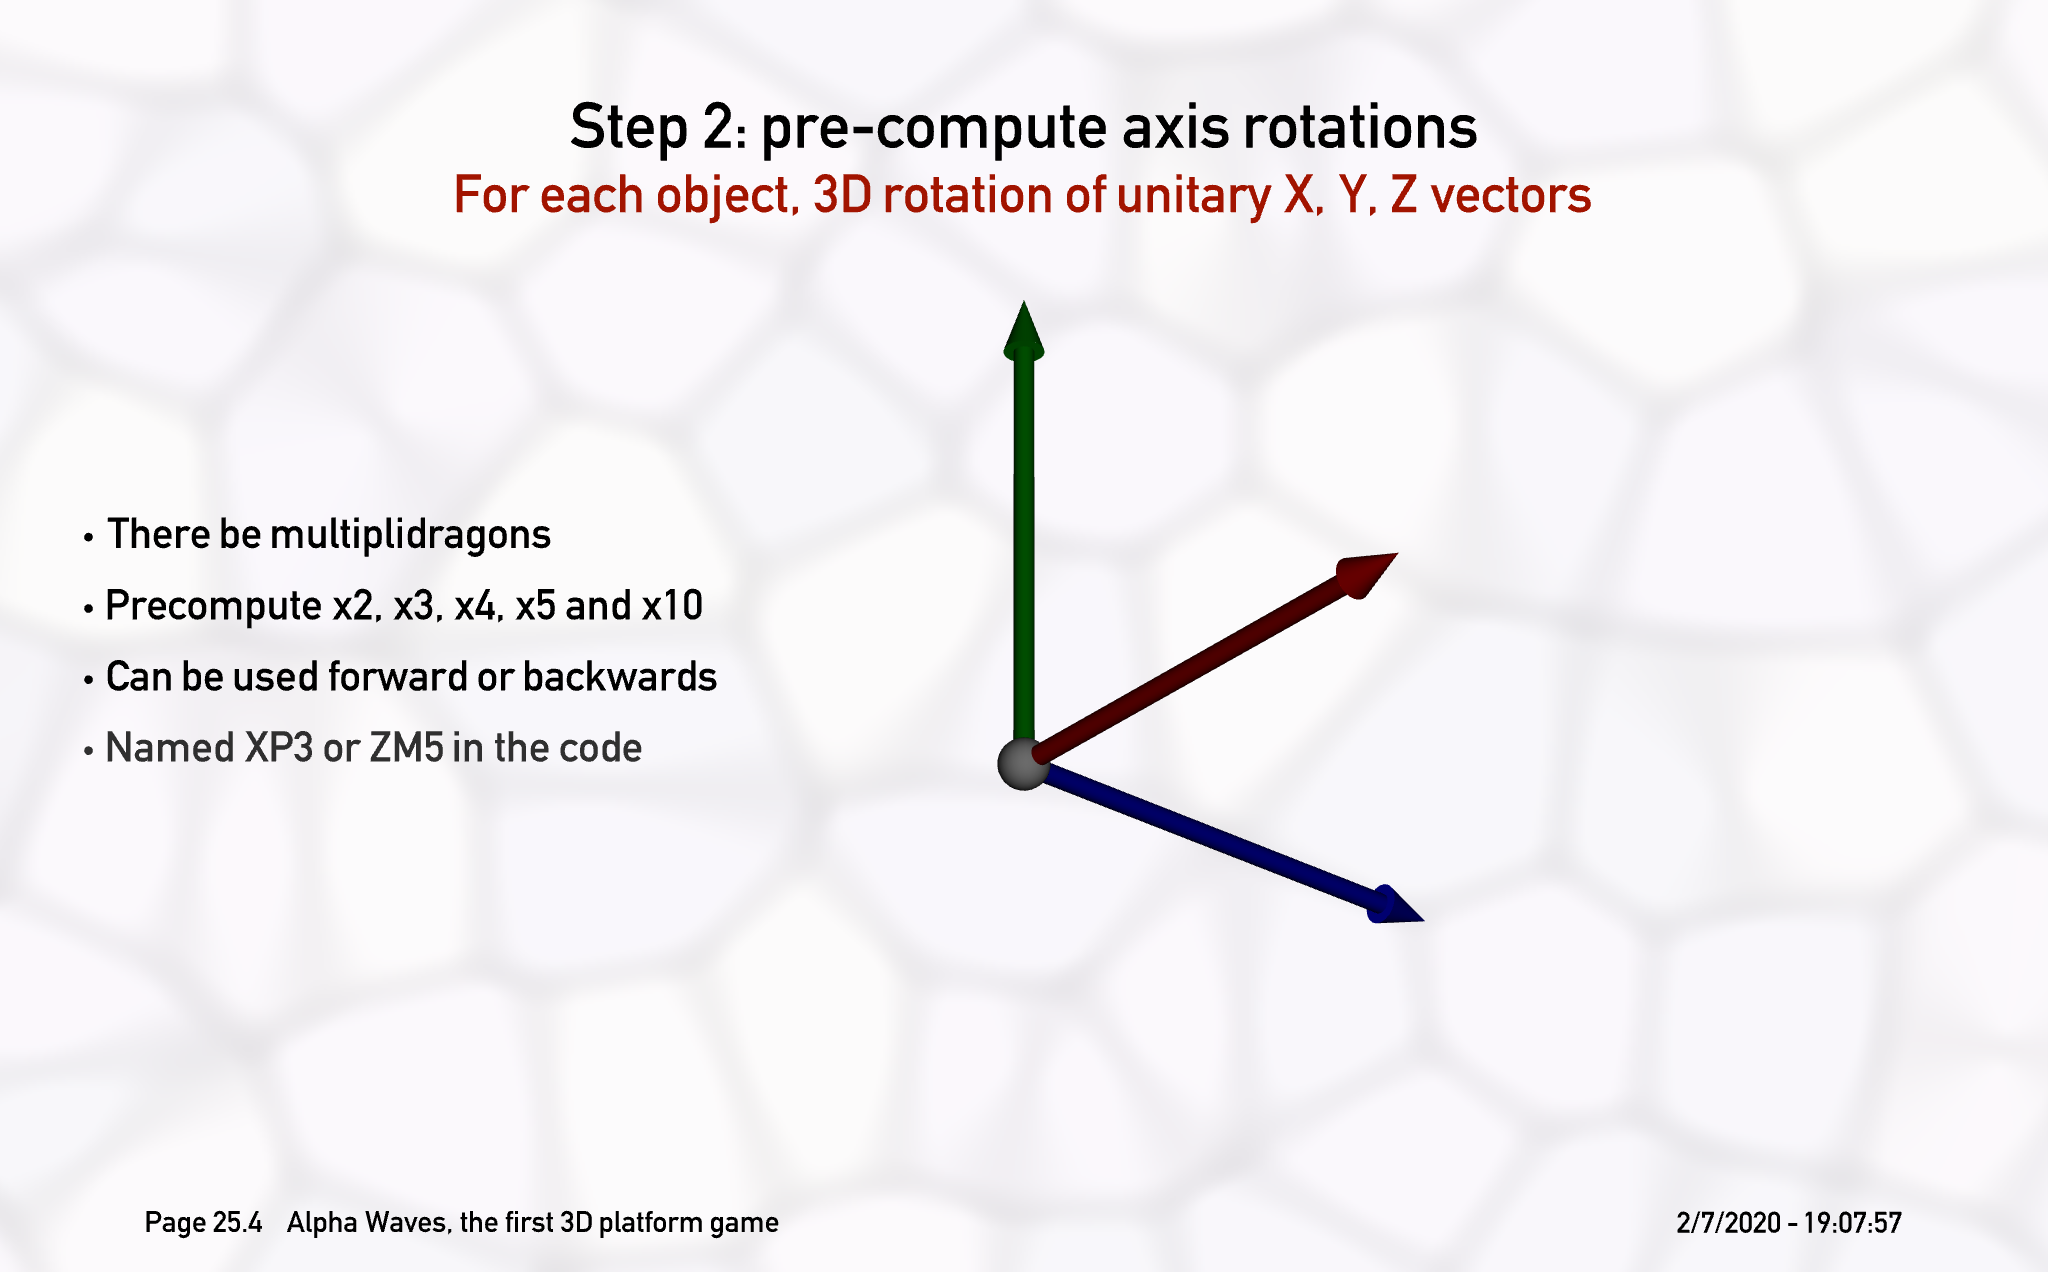 Step 2: pre-compute axis rotations
For each object, 3D rotation of unitary X, Y, Z vectors
• There be multiplidragons
• Precompute x2, x3, x4, x5 and x10
• Can be used forward or backwards
• Named XP3 or ZM5 in the code
Page 25.4 Alpha Waves, the first 3D platform game 2/7/2020 - 19:07:57